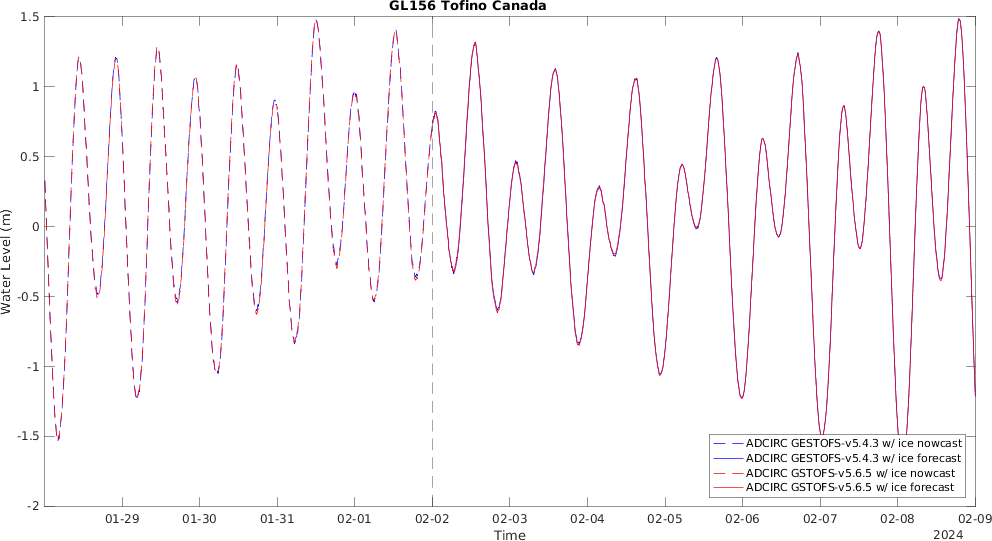 GL156 Tofino Canada
1.5
1
0.5
0
-0.5
-1
-1.5
-2
Water Level (m)
01-29 01-30 01-31 02-01 02-02 02-03 02-04 02-05 02-06 02-07 02-08 02-09
Time
2024
ADCIRC GESTOFS-v5.4.3 w/ ice nowcast
ADCIRC GESTOFS-v5.4.3 w/ ice forecast
ADCIRC GSTOFS-v5.6.5 w/ ice nowcast
ADCIRC GSTOFS-v5.6.5 w/ ice forecast